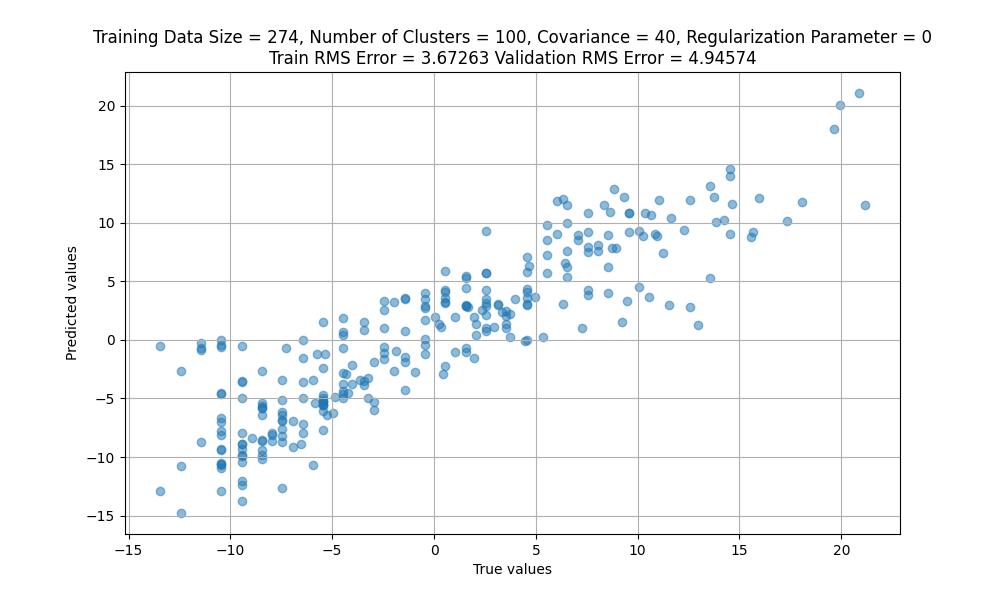 Training Data Size = 274, Number of Clusters = 100, Covariance = 40, Regularization Parameter = 0
Train RMS Error = 3.67263 Validation RMS Error = 4.94574
20
15
10
5
0
−5
−10
−15
Predicted values
−15 −10 −5 0 5 10 15 20
True values